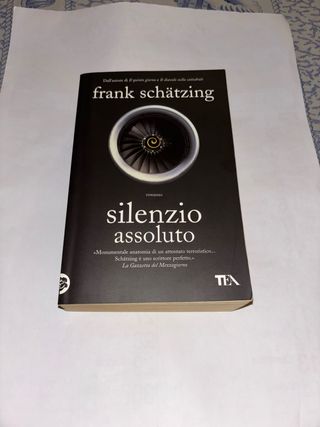 Dall'autore di Il quinto giorno e Il diavolo nella cattedrale
frank schätzing
romanzo
silenzio
assoluto
«Monumentale anatomia di un attentato terroristico...
Schätzing è uno scrittore perfetto.»
La Gazzetta del Mezzogiorno
TEA